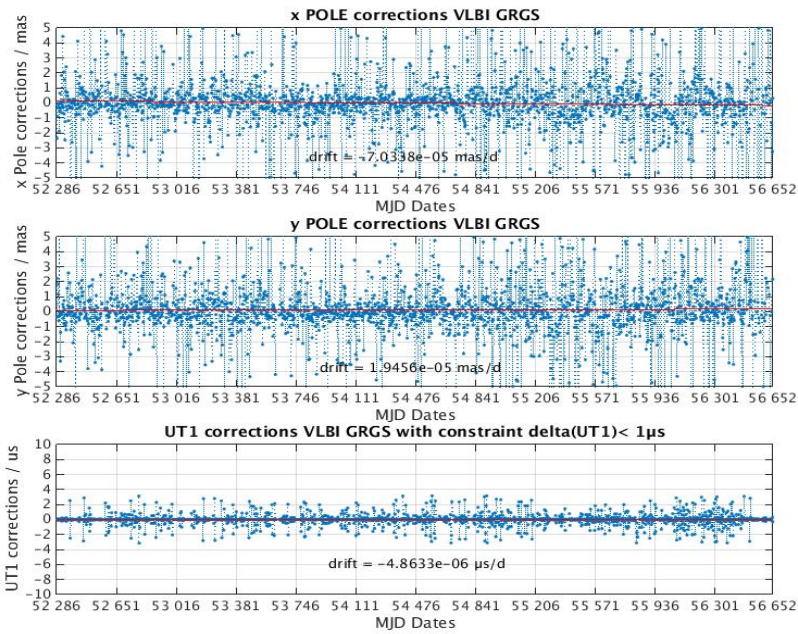 x POLE corrections VLBI GRGS
x Pole corrections / mas
5
4
3
2
1
0
−1
−2
−3
−4
−5
drift = −7.0338e−05 mas/d
52 286 52 651 53 016 53 381 53 746 54 111 54 476 54 841 55 206 55 571 55 936 56 301 56 652
MJD Dates
y POLE corrections VLBI GRGS
y Pole corrections / mas
5
4
3
2
1
0
−1
−2
−3
−4
−5
drift = 1.9456e−05 mas/d
52 286 52 651 53 016 53 381 53 746 54 111 54 476 54 841 55 206 55 571 55 936 56 301 56 652
MJD Dates
UT1 corrections VLBI GRGS with constraint delta(UT1)< 1μs
UT1 corrections / us
10
8
6
4
2
0
−2
−4
−6
−8
−10
drift = −4.8633e−06 μs/d
52 286 52 651 53 016 53 381 53 746 54 111 54 476 54 841 55 206 55 571 55 936 56 301 56 652
MJD Dates